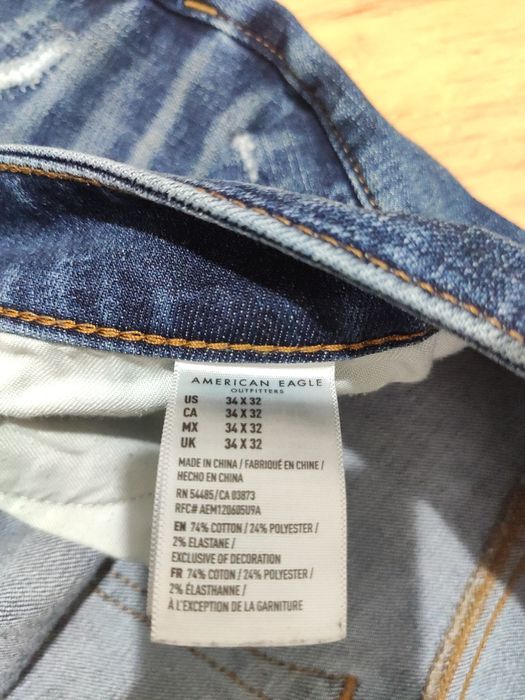 AMERICAN EAGLE
OUTFITTERS
US 34 X 32
CA 34 X 32
MX 34 X 32
UK 34 X 32
MADE IN CHINA / FABRIQUÉ EN CHINE /
HECHO EN CHINA
RN 54485/CA 03873
RFC# AEM120605U9A
EN 74% COTTON / 24% POLYESTER /
2% ELASTANE /
EXCLUSIVE OF DECORATION
FR 74% COTON / 24% POLYESTER /
2% ÉLASTHANNE /
À L'EXCEPTION DE LA GARNITURE